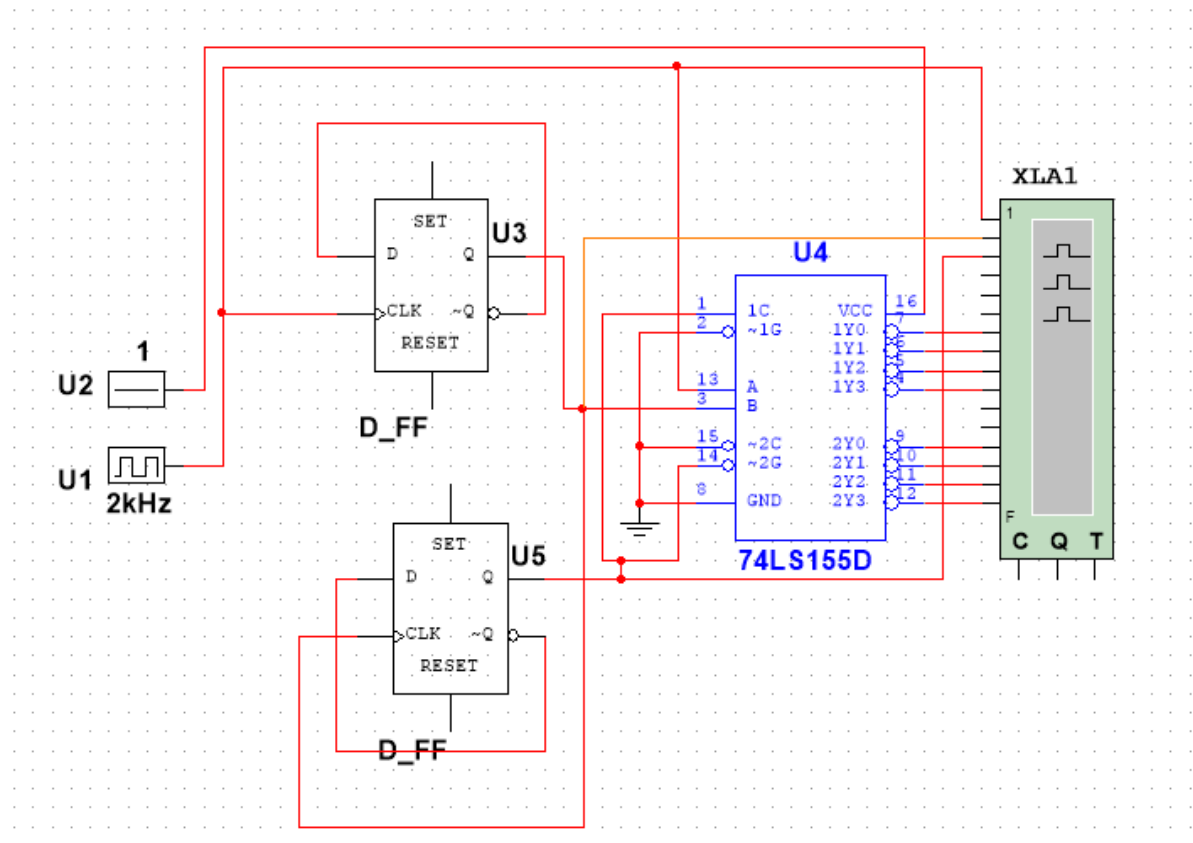 XLA1
1
F
C Q T
SET
D Q
CLK ~Q
RESET
U3
D_FF
1
U2
U1
2kHz
U4
1 1C VCC 16
2 ~1G 1Y0 7
1Y1 6
1Y2 5
13 A 1Y3 4
3 B
15 ~2C 2Y0 9
14 ~2G 2Y1 10
2Y2 11
8 GND 2Y3 12
74LS155D
SET
D Q
CLK ~Q
RESET
U5
D_FF